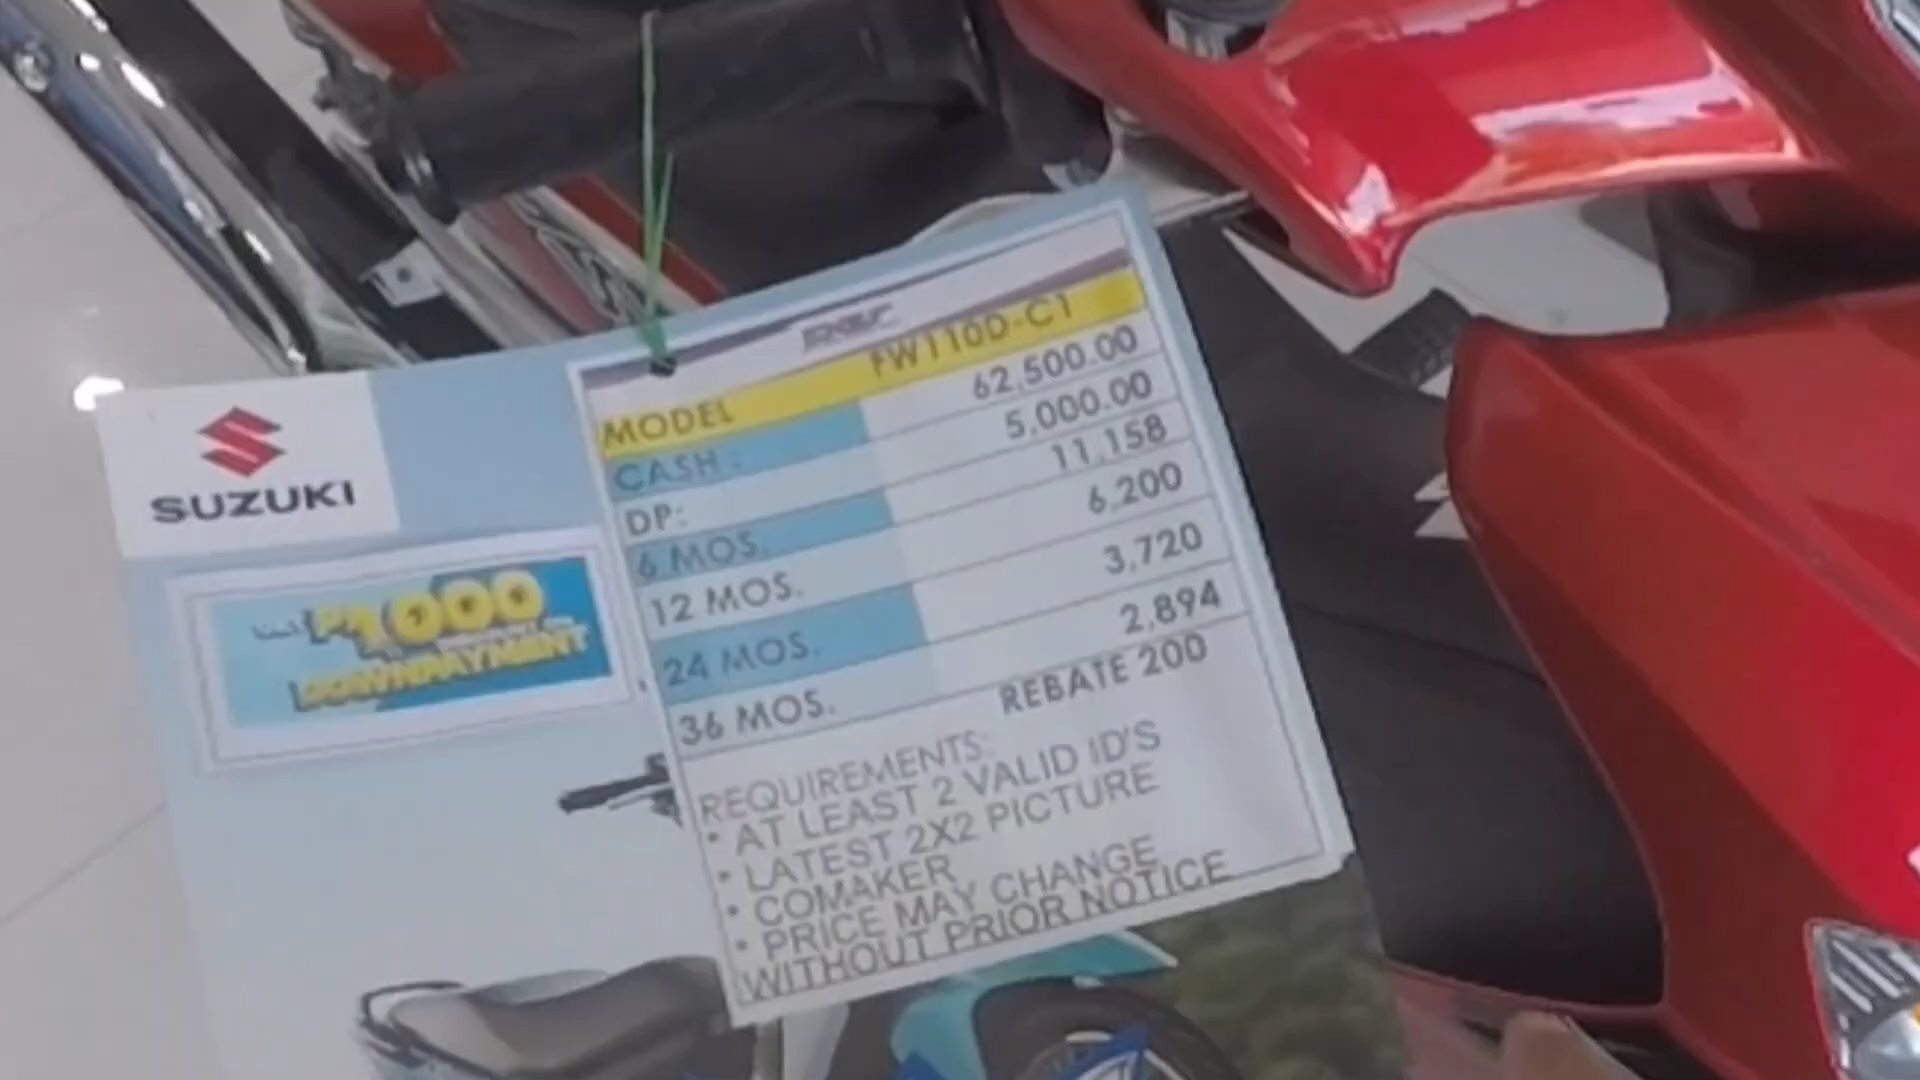 SUZUKI
₱1,000
DOWNPAYMENT
MODEL FW110D-C1
CASH : 62,500.00
DP: 5,000.00
6 MOS. 11,158
12 MOS. 6,200
24 MOS. 3,720
36 MOS. 2,894
REBATE 200
REQUIREMENTS:
• AT LEAST 2 VALID ID'S
• LATEST 2X2 PICTURE
• COMAKER
• PRICE MAY CHANGE
WITHOUT PRIOR NOTICE